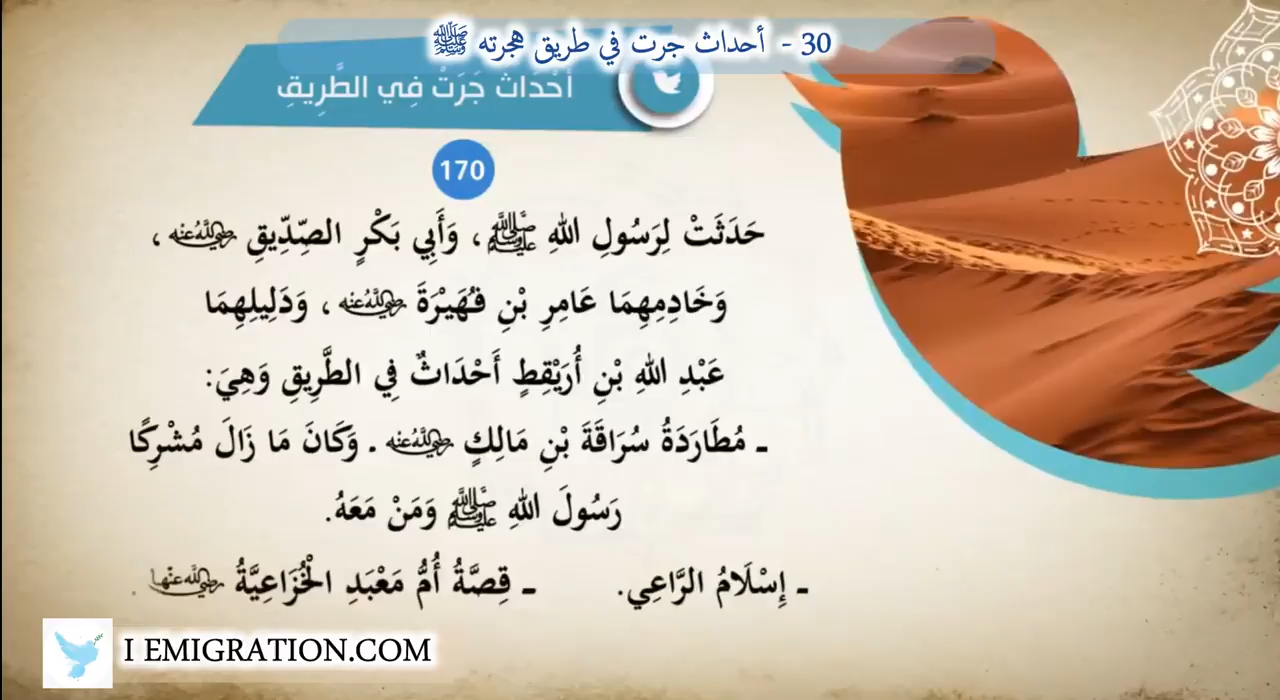 30 - أحداث جرت في طريق هجرته ﷺ
أَحْدَاث جَرَتْ فِي الطَّرِيقِ
170
حَدَثَتْ لِرَسُولِ اللهِ ﷺ، وَأَبِي بَكْرٍ الصِّدِّيقِ رضي الله عنه،
وَخَادِمِهِمَا عَامِرِ بْنِ فُهَيْرَةَ رضي الله عنه، وَدَلِيلِهِمَا
عَبْدِ اللهِ بْنِ أُرَيْقِطٍ أَحْدَاثٌ فِي الطَّرِيقِ وَهِيَ:
ـ مُطَارَدَةُ سُرَاقَةَ بْنِ مَالِكٍ رضي الله عنه. وَكَانَ مَا زَالَ مُشْرِكًا
رَسُولَ اللهِ ﷺ وَمَنْ مَعَهُ.
ـ إِسْلَامُ الرَّاعِي. ـ قِصَّةُ أُمُّ مَعْبَدِ الْخُزَاعِيَّةُ رضي الله عنها.
I EMIGRATION.COM